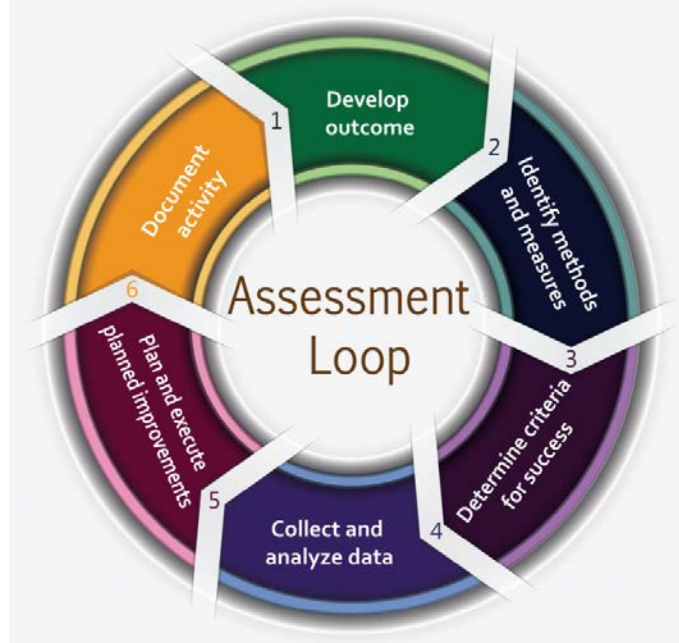 Assessment
Loop
1
Develop
outcome
2
Identify methods
and measures
3
Determine criteria
for success
4
Collect and
analyze data
5
Plan and execute
planned improvements
6
Document
activity